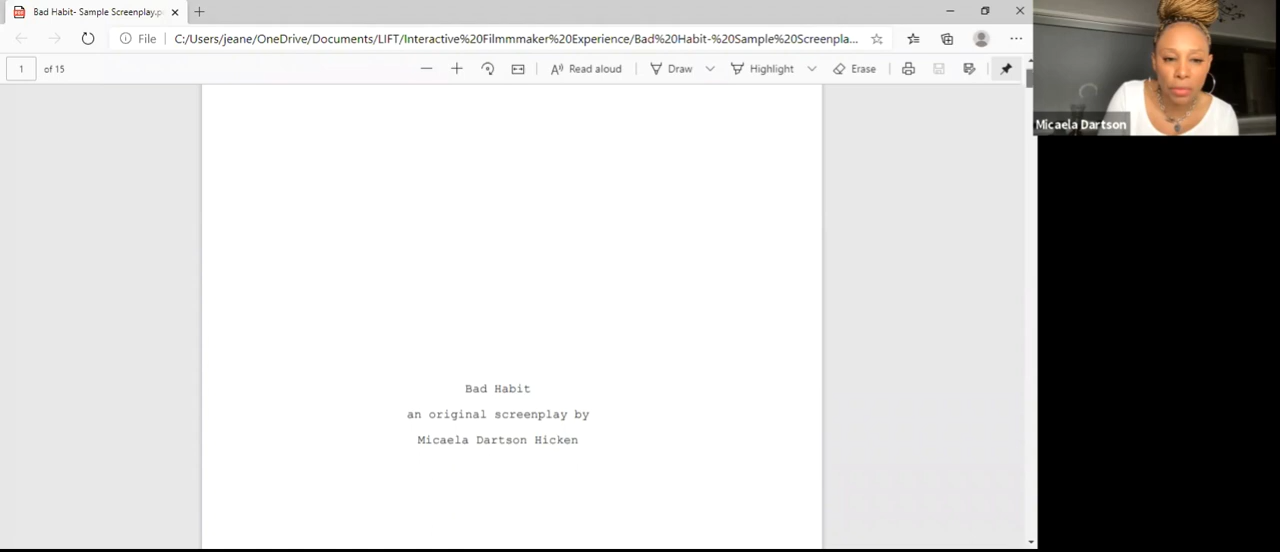 Bad Habit- Sample Screenplay.p
File
C:/Users/jeane/OneDrive/Documents/LIFT/Interactive%20Filmmmaker%20Experience/Bad%20Habit-%20Sample%20Screenpla...
1 of 15
Read aloud
Draw
Highlight
Erase
Micaela Dartson
Bad Habit
an original screenplay by
Micaela Dartson Hicken